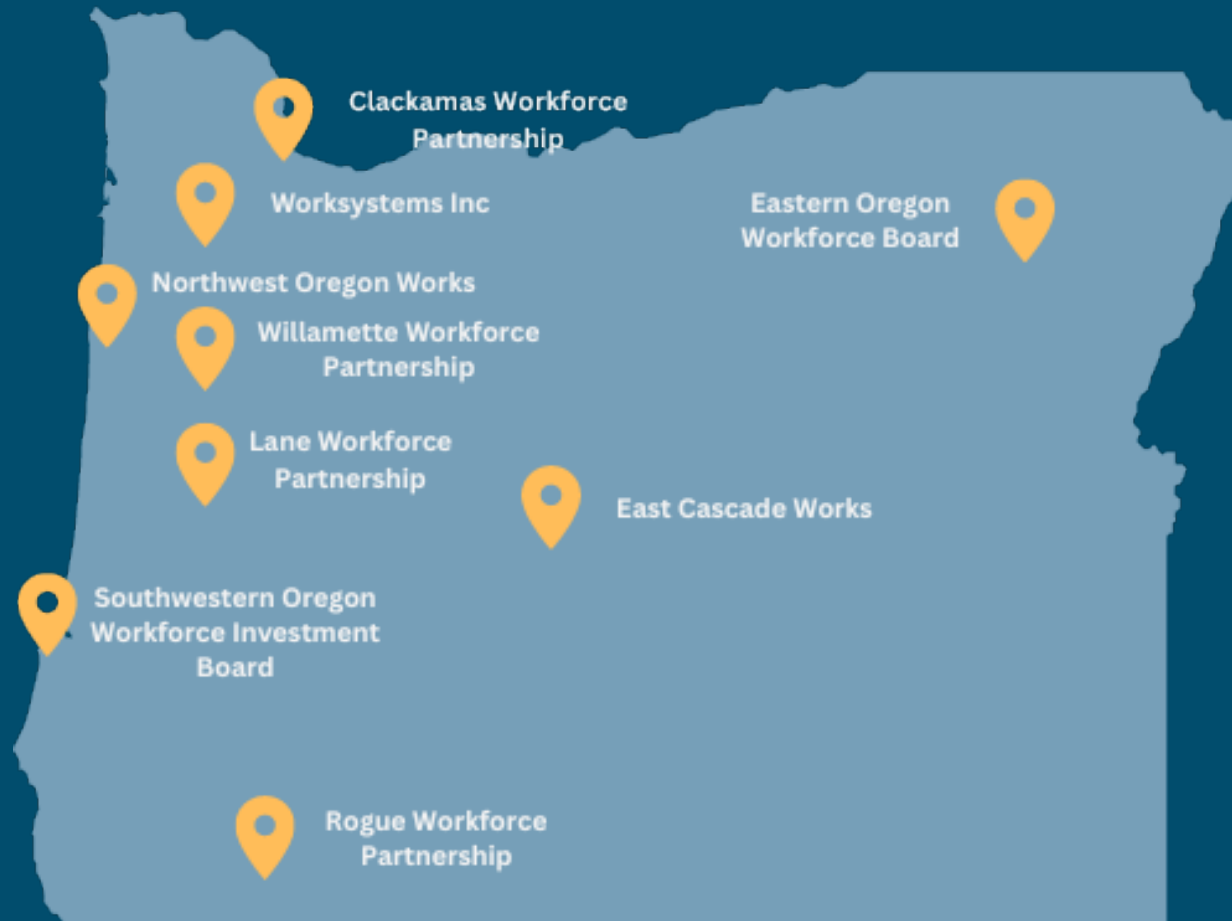 Clackamas Workforce
Partnership
Worksystems Inc
Eastern Oregon
Workforce Board
Northwest Oregon Works
Willamette Workforce
Partnership
Lane Workforce
Partnership
East Cascade Works
Southwestern Oregon
Workforce Investment
Board
Rogue Workforce
Partnership